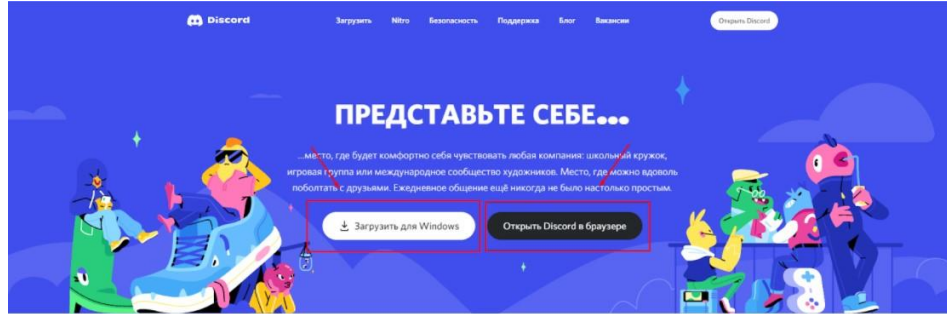 Discord
Загрузить Nitro Безопасность Поддержка Блог Вакансии
Открыть Discord
ПРЕДСТАВЬТЕ СЕБЕ...
...место, где будет комфортно себя чувствовать любая компания: школьный кружок,
игровая группа или международное сообщество художников. Место, где можно вдоволь
поболтать с друзьями. Ежедневное общение ещё никогда не было настолько простым.
Загрузить для Windows
Открыть Discord в браузере